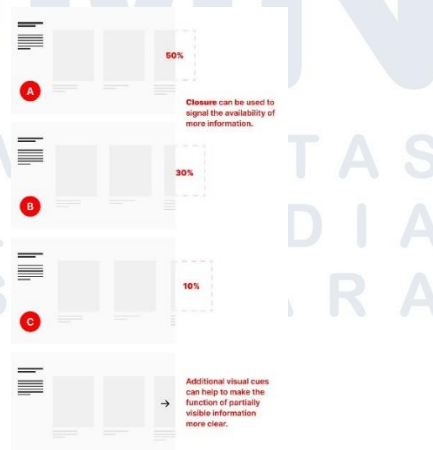 50%
A
Closure can be used to
signal the availability of
more information.
30%
B
10%
C
Additional visual cues
can help to make the
function of partially
visible information
more clear.
T A S
D I A
R A